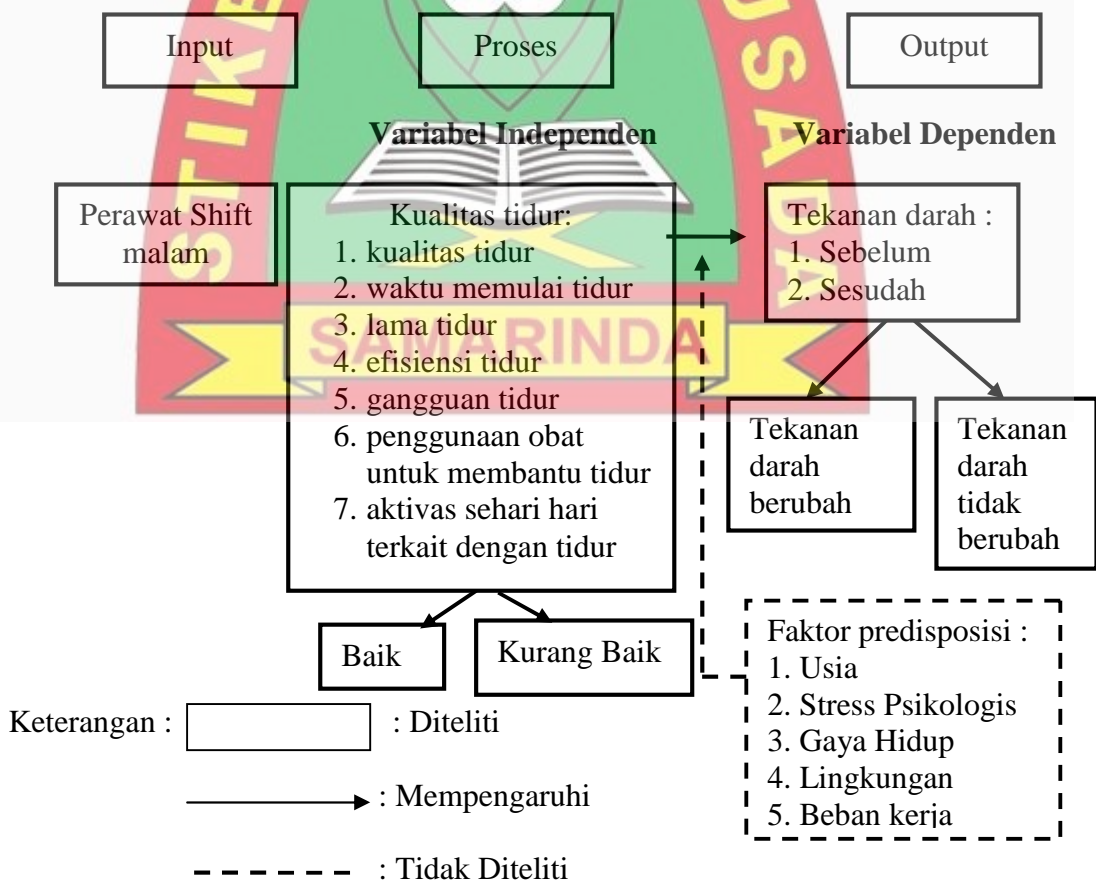 Input
Proses
Output
Variabel Independen
Variabel Dependen
Perawat Shift
malam
Kualitas tidur:
1. kualitas tidur
2. waktu memulai tidur
3. lama tidur
4. efisiensi tidur
5. gangguan tidur
6. penggunaan obat
untuk membantu tidur
7. aktivas sehari hari
terkait dengan tidur
Tekanan darah :
1. Sebelum
2. Sesudah
Tekanan
darah
berubah
Tekanan
darah
tidak
berubah
Baik
Kurang Baik
Faktor predisposisi :
1. Usia
2. Stress Psikologis
3. Gaya Hidup
4. Lingkungan
5. Beban kerja
Keterangan :
: Diteliti
: Mempengaruhi
: Tidak Diteliti
STIKE
USADA
SAMARINDA